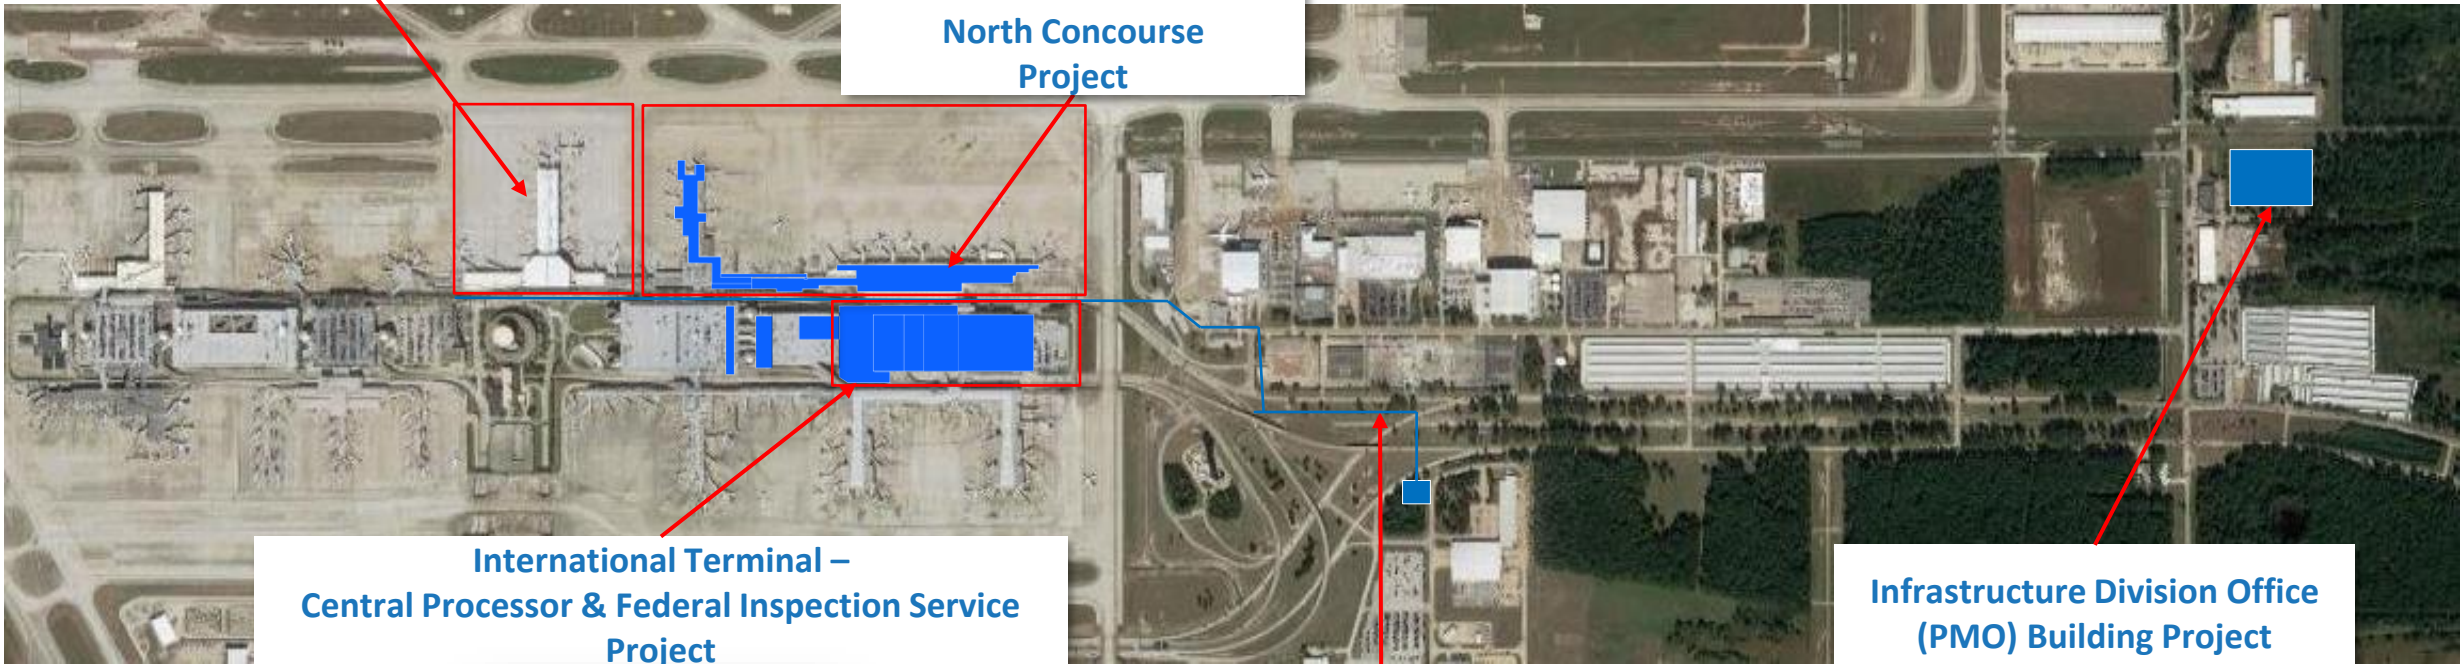 North Concourse
Project
International Terminal –
Central Processor & Federal Inspection Service
Project
Infrastructure Division Office
(PMO) Building Project